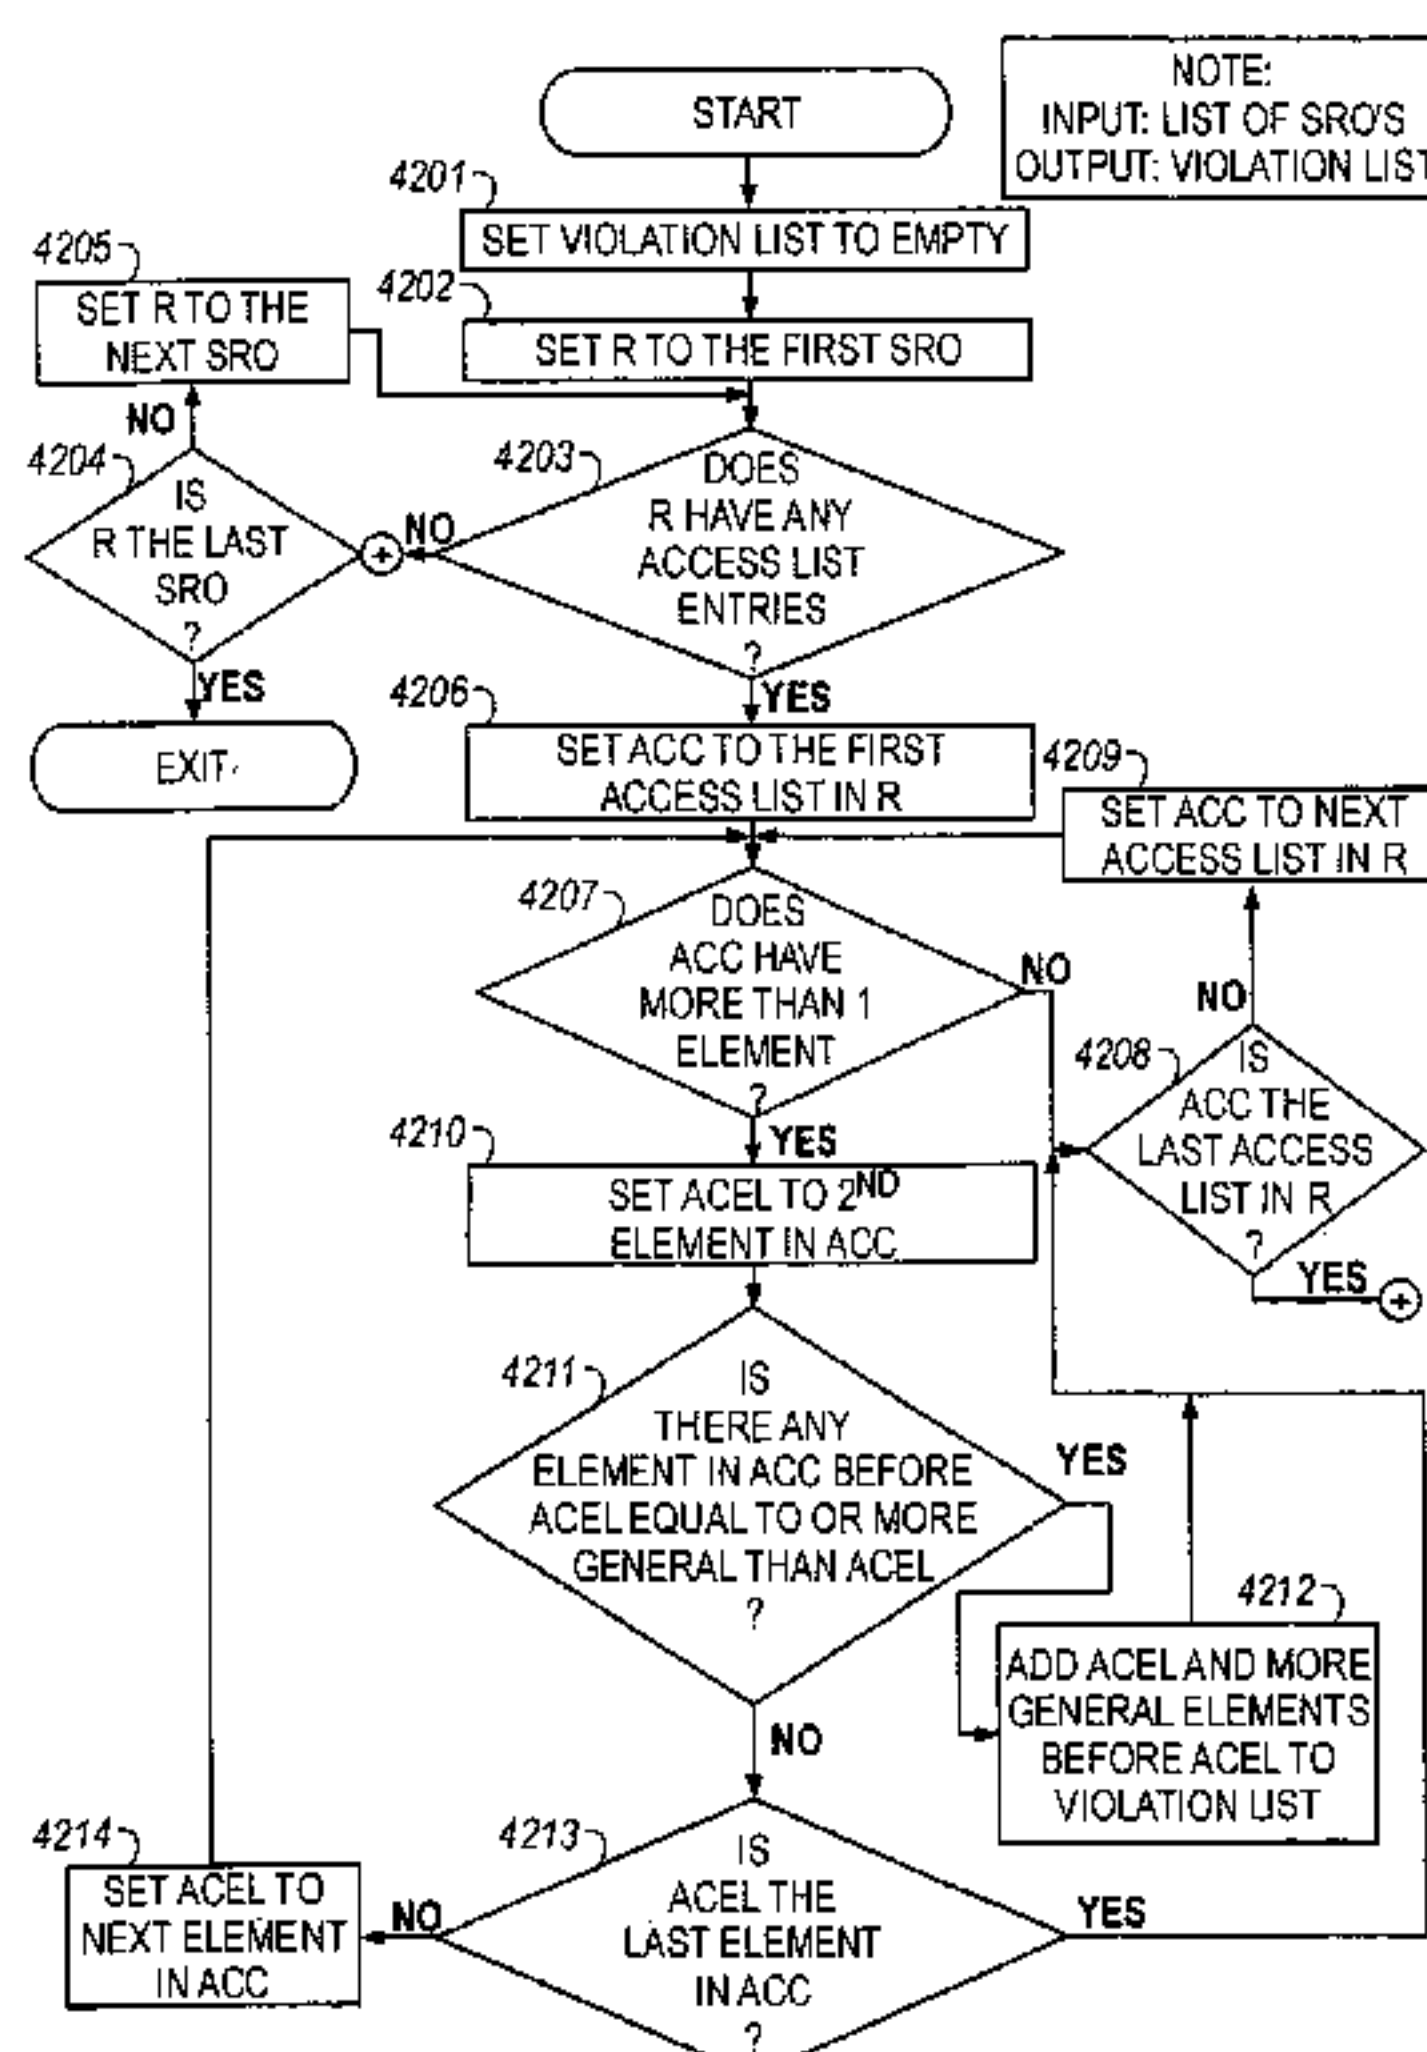 START
NOTE:
INPUT: LIST OF SRO'S
OUTPUT: VIOLATION LIST
4201
SET VIOLATION LIST TO EMPTY
4205
SET R TO THE
NEXT SRO
4202
SET R TO THE FIRST SRO
NO
4204
IS
R THE LAST
SRO
?
YES
EXIT
4203
DOES
R HAVE ANY
ACCESS LIST
ENTRIES
?
NO
+
YES
4206
SET ACC TO THE FIRST
ACCESS LIST IN R
4209
SET ACC TO NEXT
ACCESS LIST IN R
4207
DOES
ACC HAVE
MORE THAN 1
ELEMENT
?
NO
YES
NO
4208
IS
ACC THE
LAST ACCESS
LIST IN R
?
YES
+
4210
SET ACEL TO 2ND
ELEMENT IN ACC
4211
IS
THERE ANY
ELEMENT IN ACC BEFORE
ACEL EQUAL TO OR MORE
GENERAL THAN ACEL
?
YES
NO
4212
ADD ACEL AND MORE
GENERAL ELEMENTS
BEFORE ACEL TO
VIOLATION LIST
4214
SET ACEL TO
NEXT ELEMENT
IN ACC
NO
4213
IS
ACEL THE
LAST ELEMENT
IN ACC
?
YES